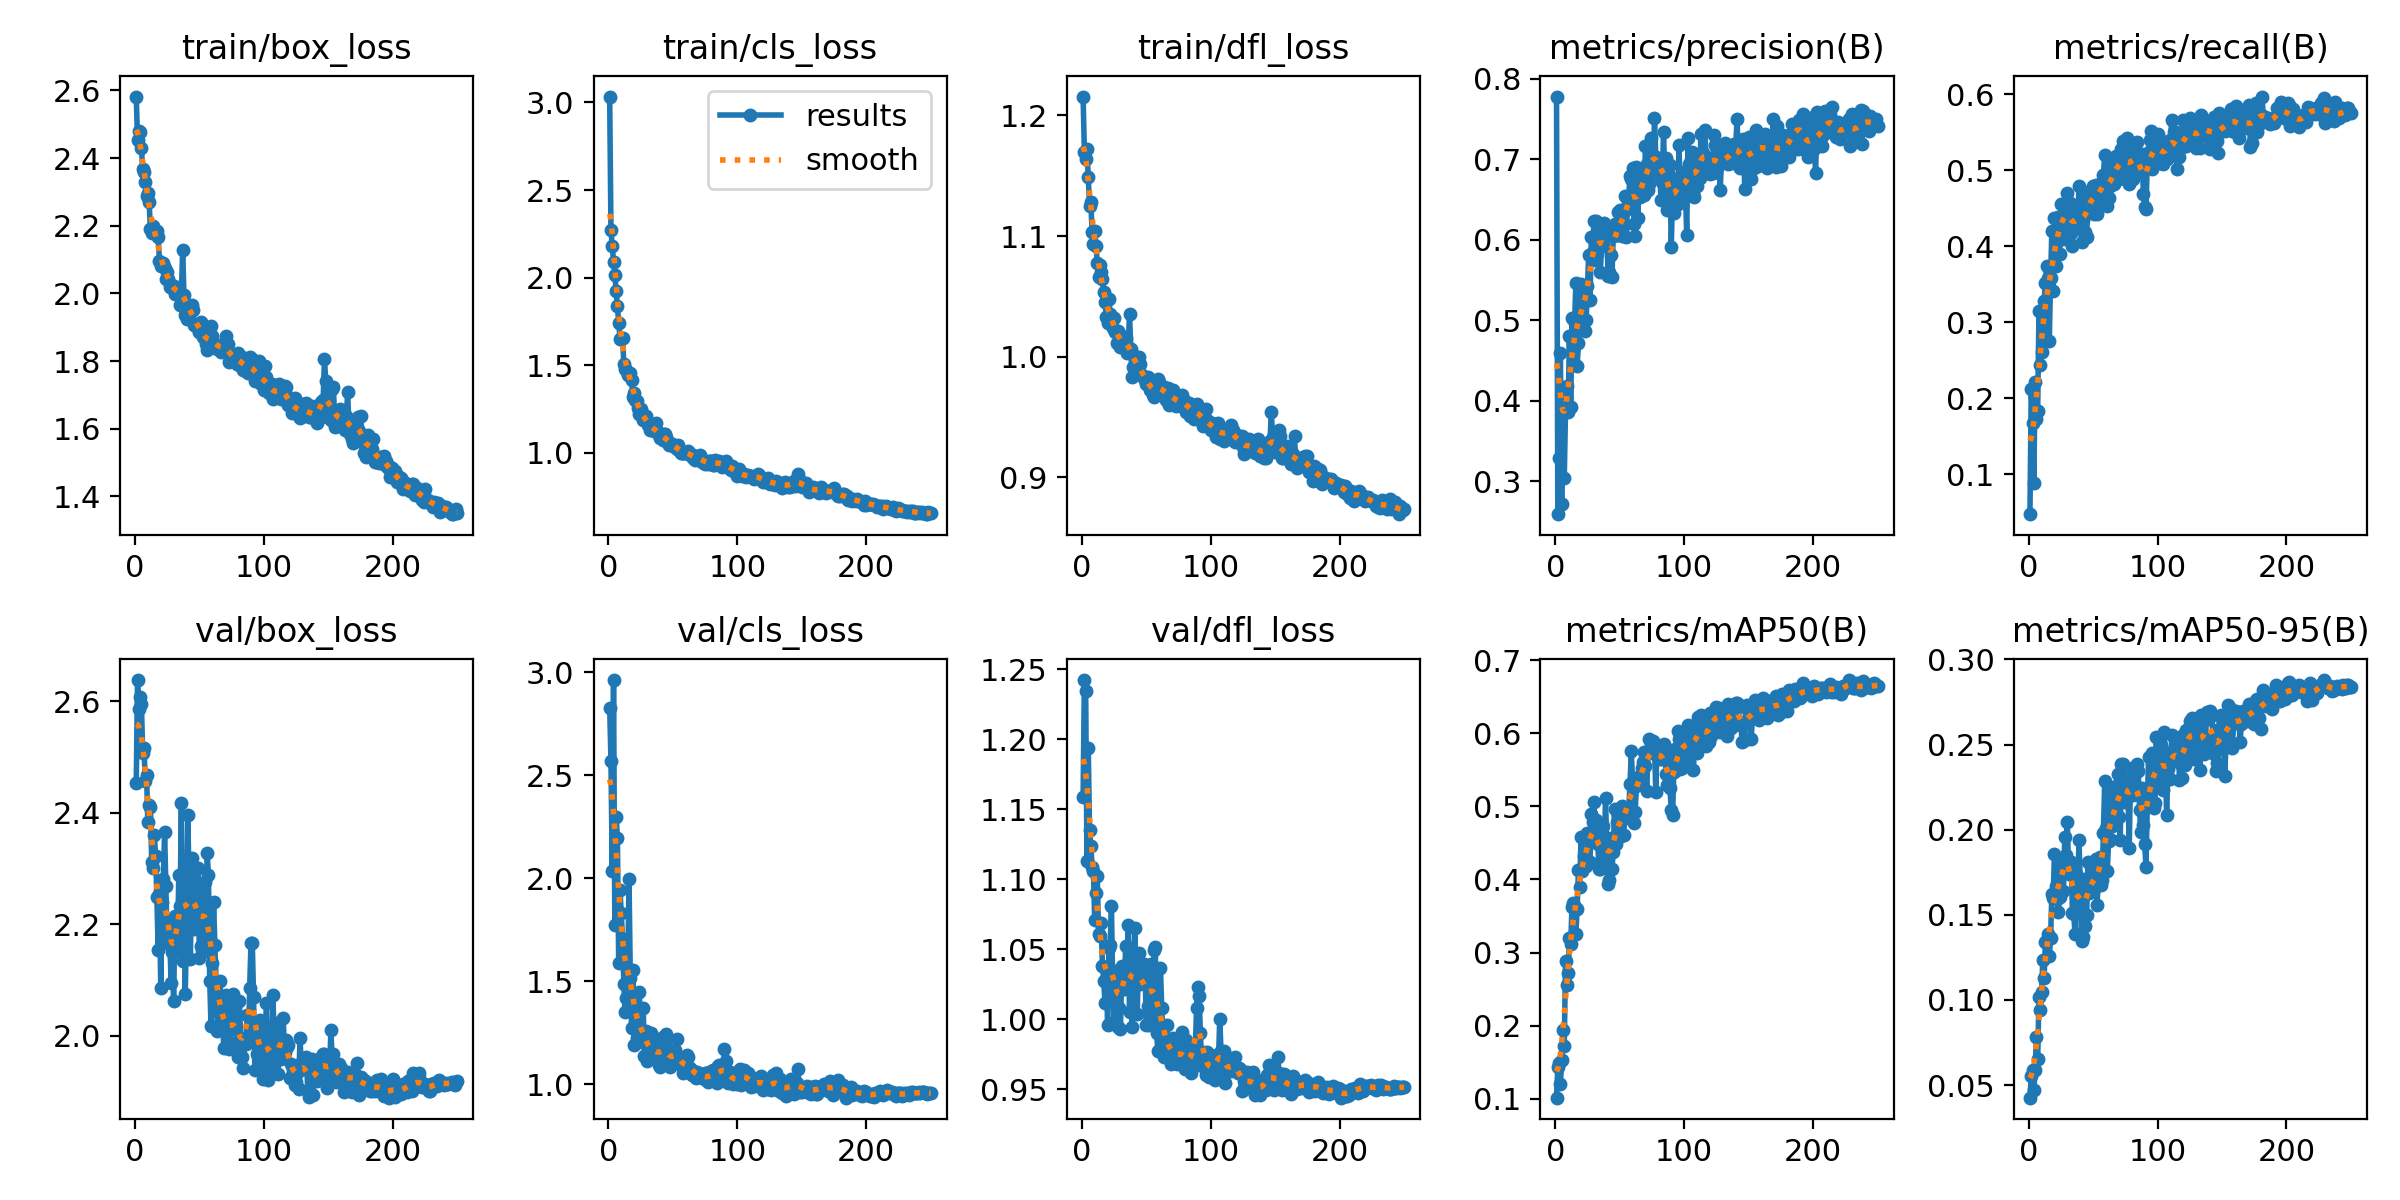 train/box_loss
2.6
2.4
2.2
2.0
1.8
1.6
1.4
0 100 200
train/cls_loss
results
smooth
3.0
2.5
2.0
1.5
1.0
0 100 200
train/dfl_loss
1.2
1.1
1.0
0.9
0 100 200
metrics/precision(B)
0.8
0.7
0.6
0.5
0.4
0.3
0 100 200
metrics/recall(B)
0.6
0.5
0.4
0.3
0.2
0.1
0 100 200
val/box_loss
2.6
2.4
2.2
2.0
0 100 200
val/cls_loss
3.0
2.5
2.0
1.5
1.0
0 100 200
val/dfl_loss
1.25
1.20
1.15
1.10
1.05
1.00
0.95
0 100 200
metrics/mAP50(B)
0.7
0.6
0.5
0.4
0.3
0.2
0.1
0 100 200
metrics/mAP50-95(B)
0.30
0.25
0.20
0.15
0.10
0.05
0 100 200